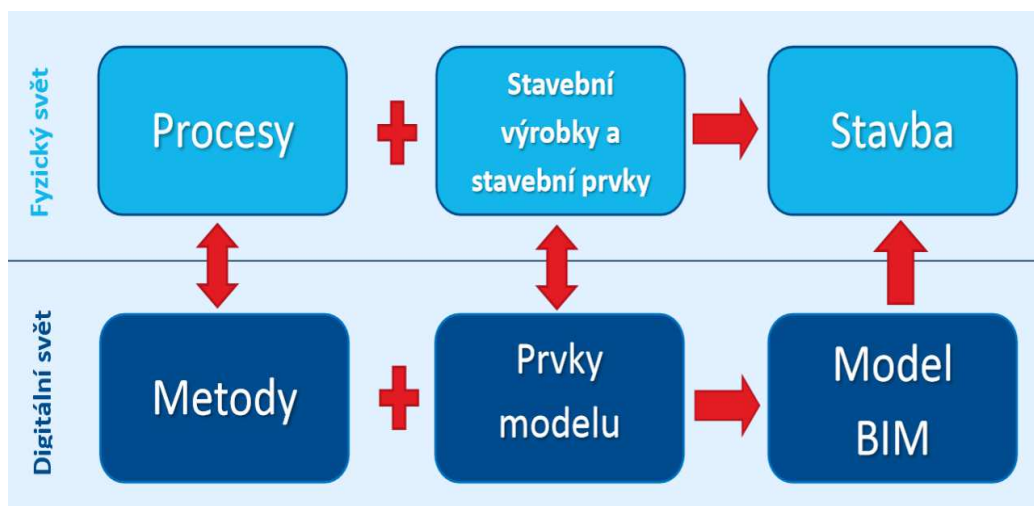 Fyzický svět
Procesy
Stavební
výrobky a
stavební prvky
Stavba
Digitální svět
Metody
Prvky
modelu
Model
BIM